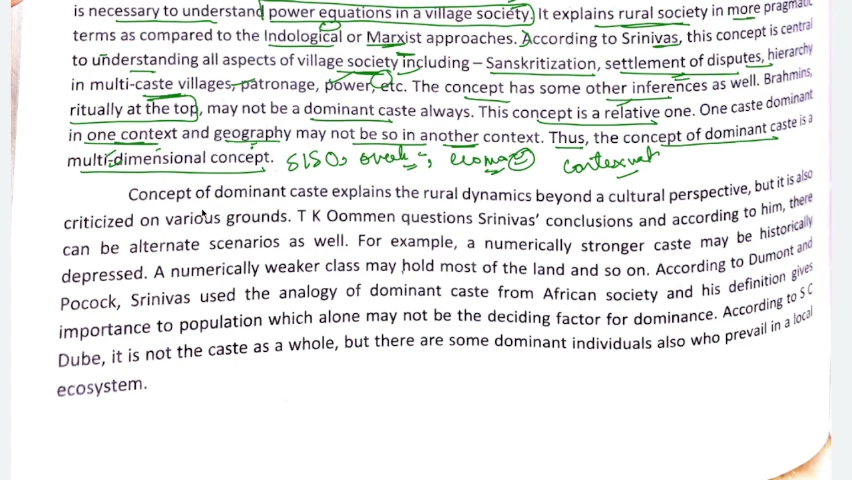 is necessary to understand power equations in a village society. It explains rural society in more pragmatic
terms as compared to the Indological or Marxist approaches. According to Srinivas, this concept is central
to understanding all aspects of village society including – Sanskritization, settlement of disputes, hierarchy
in multi-caste villages, patronage, power, etc. The concept has some other inferences as well. Brahmins,
ritually at the top, may not be a dominant caste always. This concept is a relative one. One caste dominant
in one context and geography may not be so in another context. Thus, the concept of dominant caste is a
multi-dimensional concept.
Concept of dominant caste explains the rural dynamics beyond a cultural perspective, but it is also
criticized on various grounds. T K Oommen questions Srinivas' conclusions and according to him, there
can be alternate scenarios as well. For example, a numerically stronger caste may be historically
depressed. A numerically weaker class may hold most of the land and so on. According to Dumont and
Pocock, Srinivas used the analogy of dominant caste from African society and his definition gives
importance to population which alone may not be the deciding factor for dominance. According to S C
Dube, it is not the caste as a whole, but there are some dominant individuals also who prevail in a local
ecosystem.